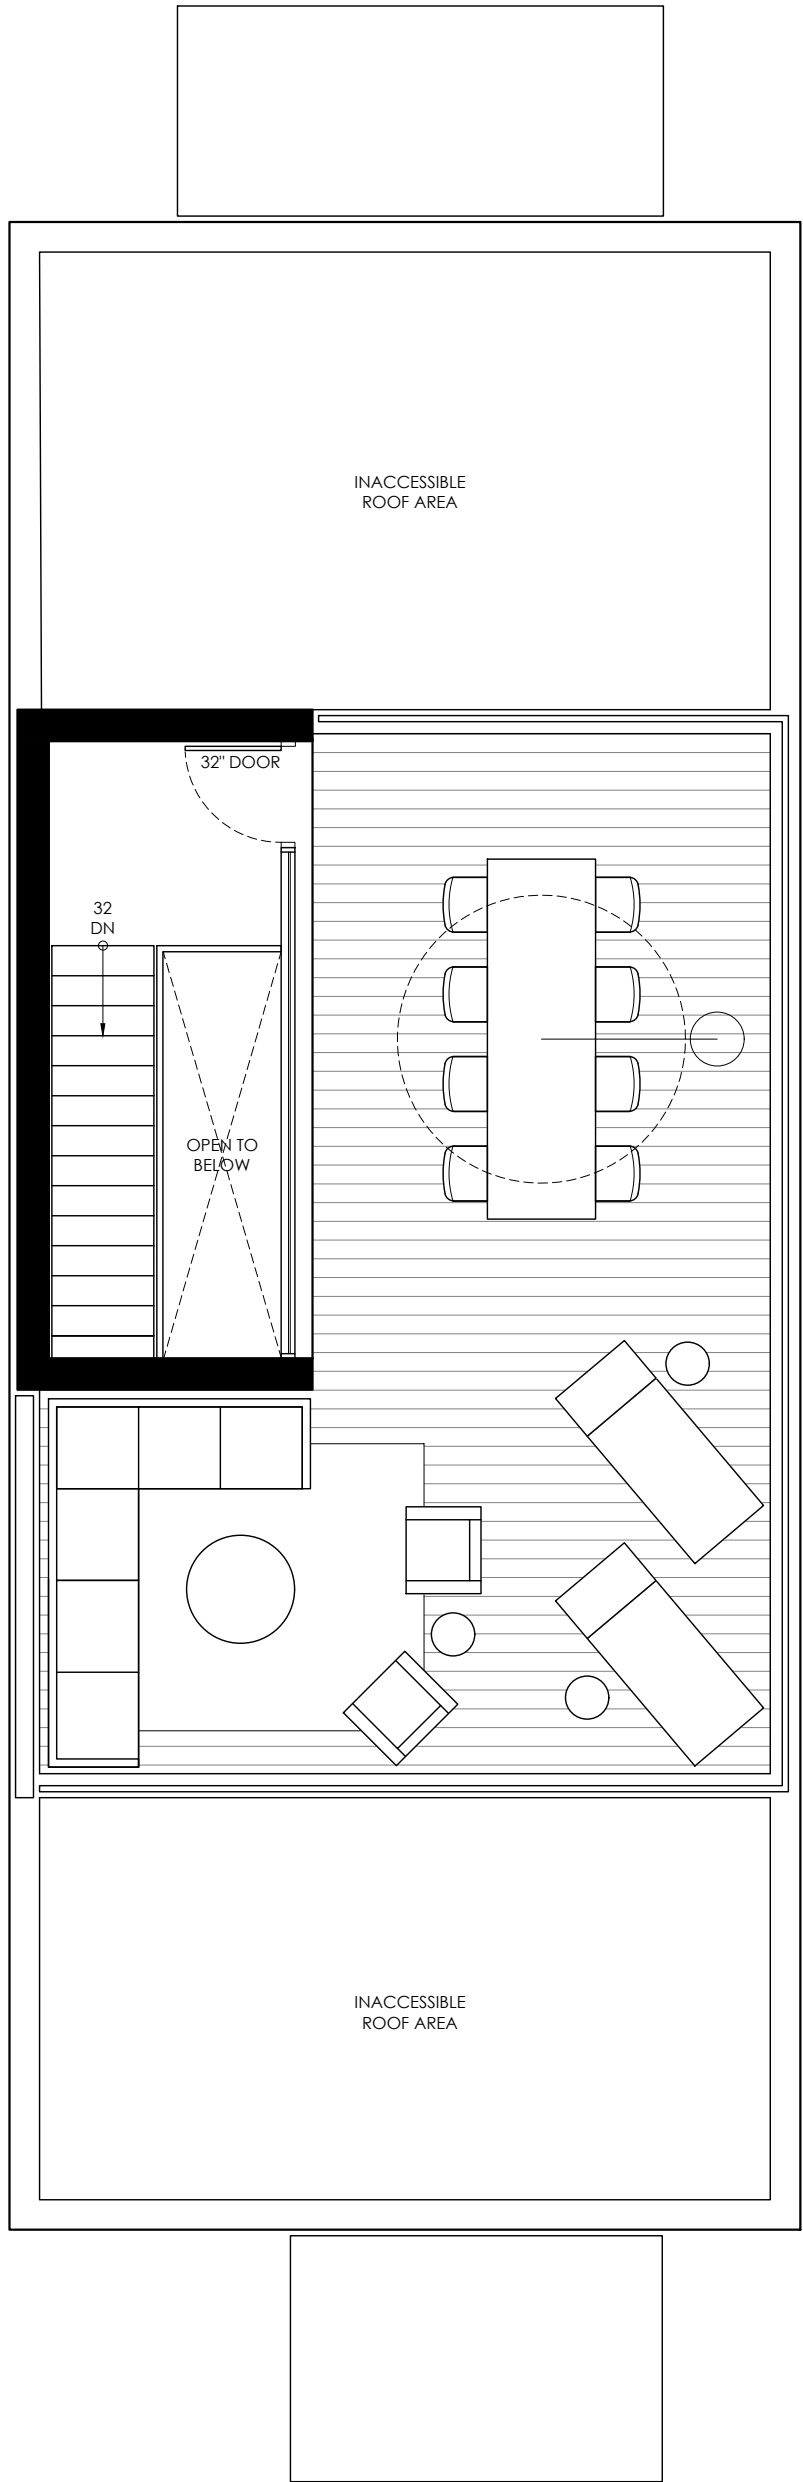 INACCESSIBLE
ROOF AREA
32" DOOR
32
DN
OPEN TO
BELOW
INACCESSIBLE
ROOF AREA